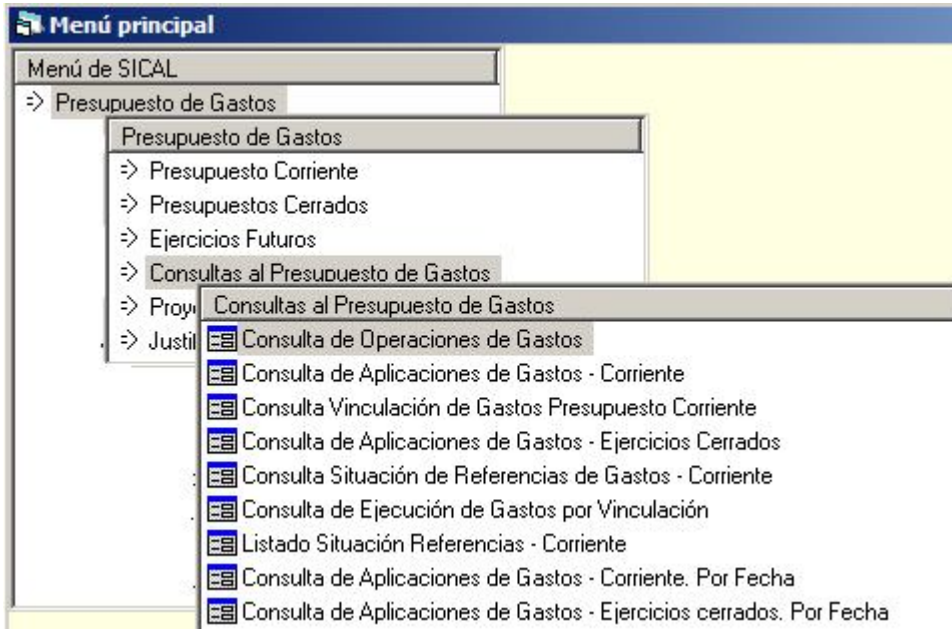 Menú principal
Menú de SICAL
Presupuesto de Gastos
Presupuesto de Gastos
Presupuesto Corriente
Presupuestos Cerrados
Ejercicios Futuros
Consultas al Presupuesto de Gastos
Proye
Consultas al Presupuesto de Gastos
Justif
Consulta de Operaciones de Gastos
Consulta de Aplicaciones de Gastos - Corriente
Consulta Vinculación de Gastos Presupuesto Corriente
Consulta de Aplicaciones de Gastos - Ejercicios Cerrados
Consulta Situación de Referencias de Gastos - Corriente
Consulta de Ejecución de Gastos por Vinculación
Listado Situación Referencias - Corriente
Consulta de Aplicaciones de Gastos - Corriente. Por Fecha
Consulta de Aplicaciones de Gastos - Ejercicios cerrados. Por Fecha